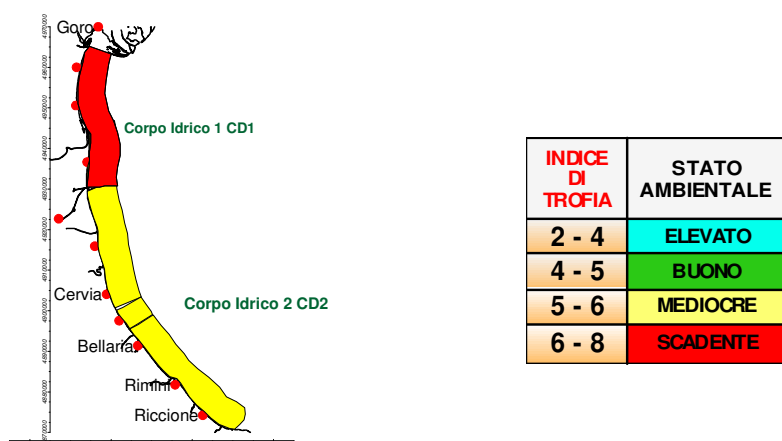 Goro
Corpo Idrico 1 CD1
Cervia
Corpo Idrico 2 CD2
Bellaria
Rimini
Riccione
INDICE
DI
TROFIA
STATO
AMBIENTALE
2 - 4 ELEVATO
4 - 5 BUONO
5 - 6 MEDIOCRE
6 - 8 SCADENTE